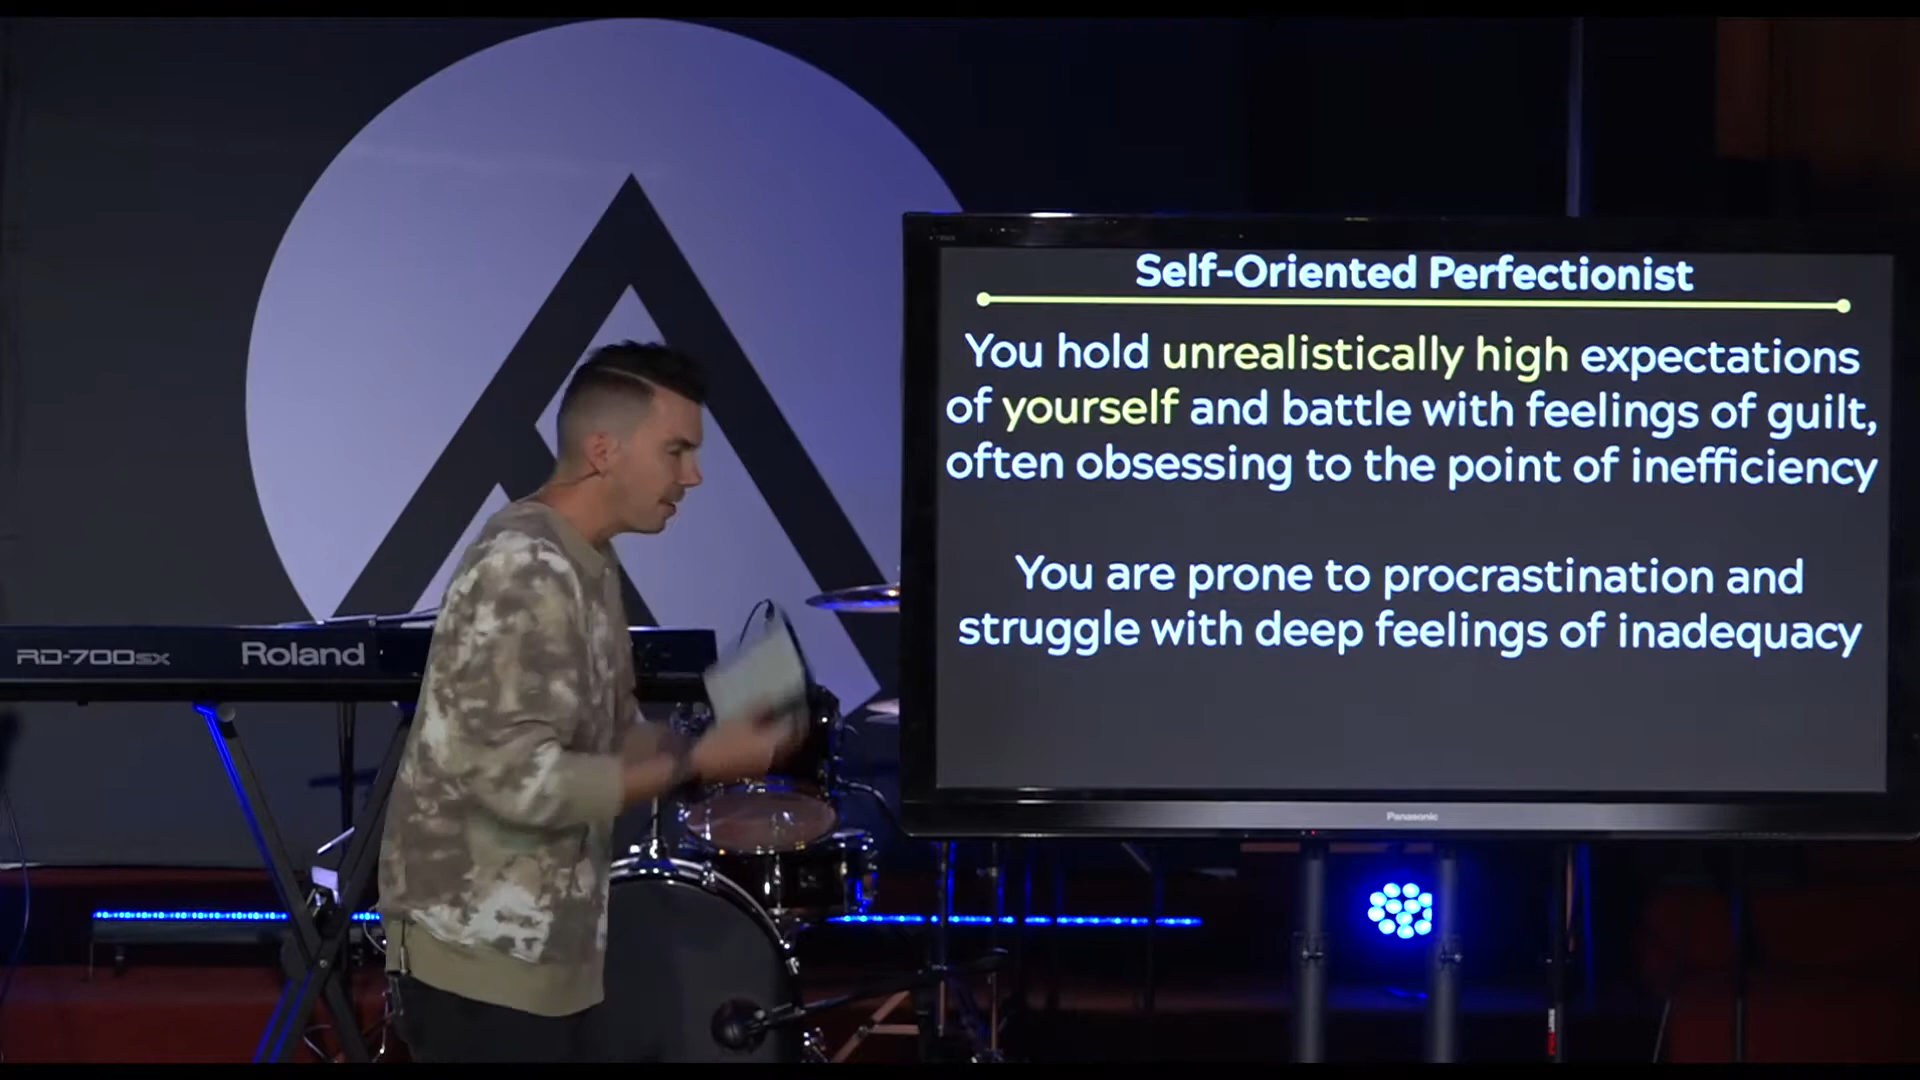 Self-Oriented Perfectionist
You hold unrealistically high expectations
of yourself and battle with feelings of guilt,
often obsessing to the point of inefficiency
You are prone to procrastination and
struggle with deep feelings of inadequacy
RD-700SX Roland
Panasonic